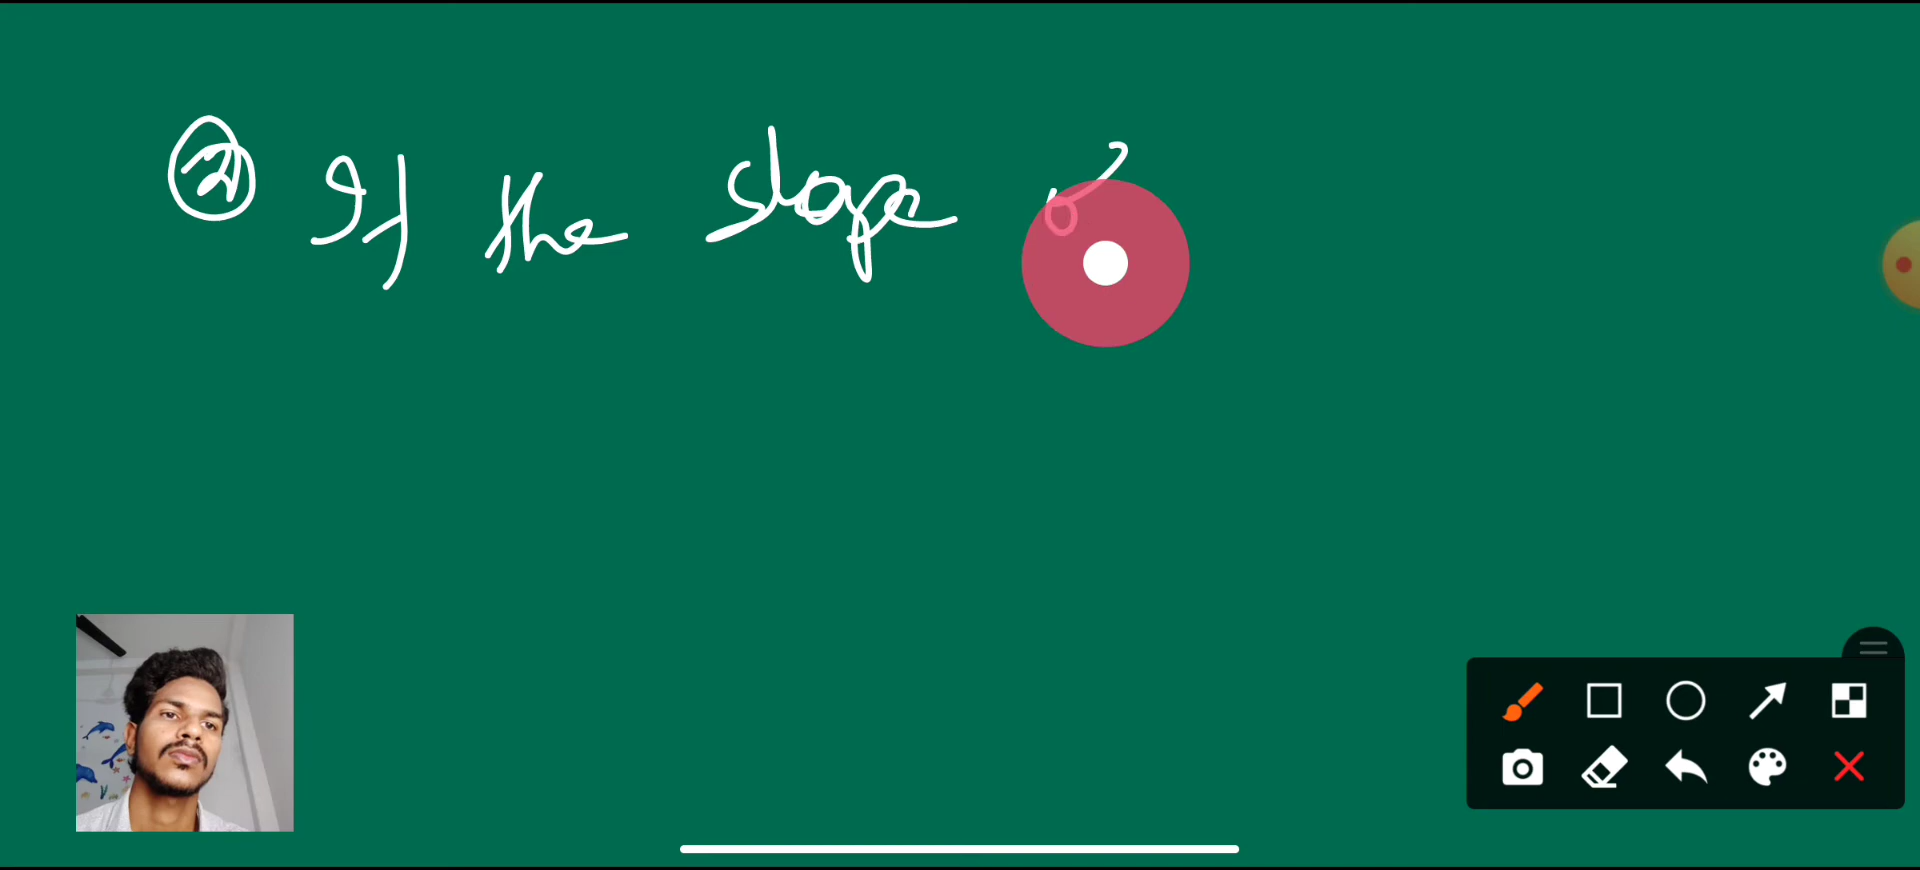 ② If the slope